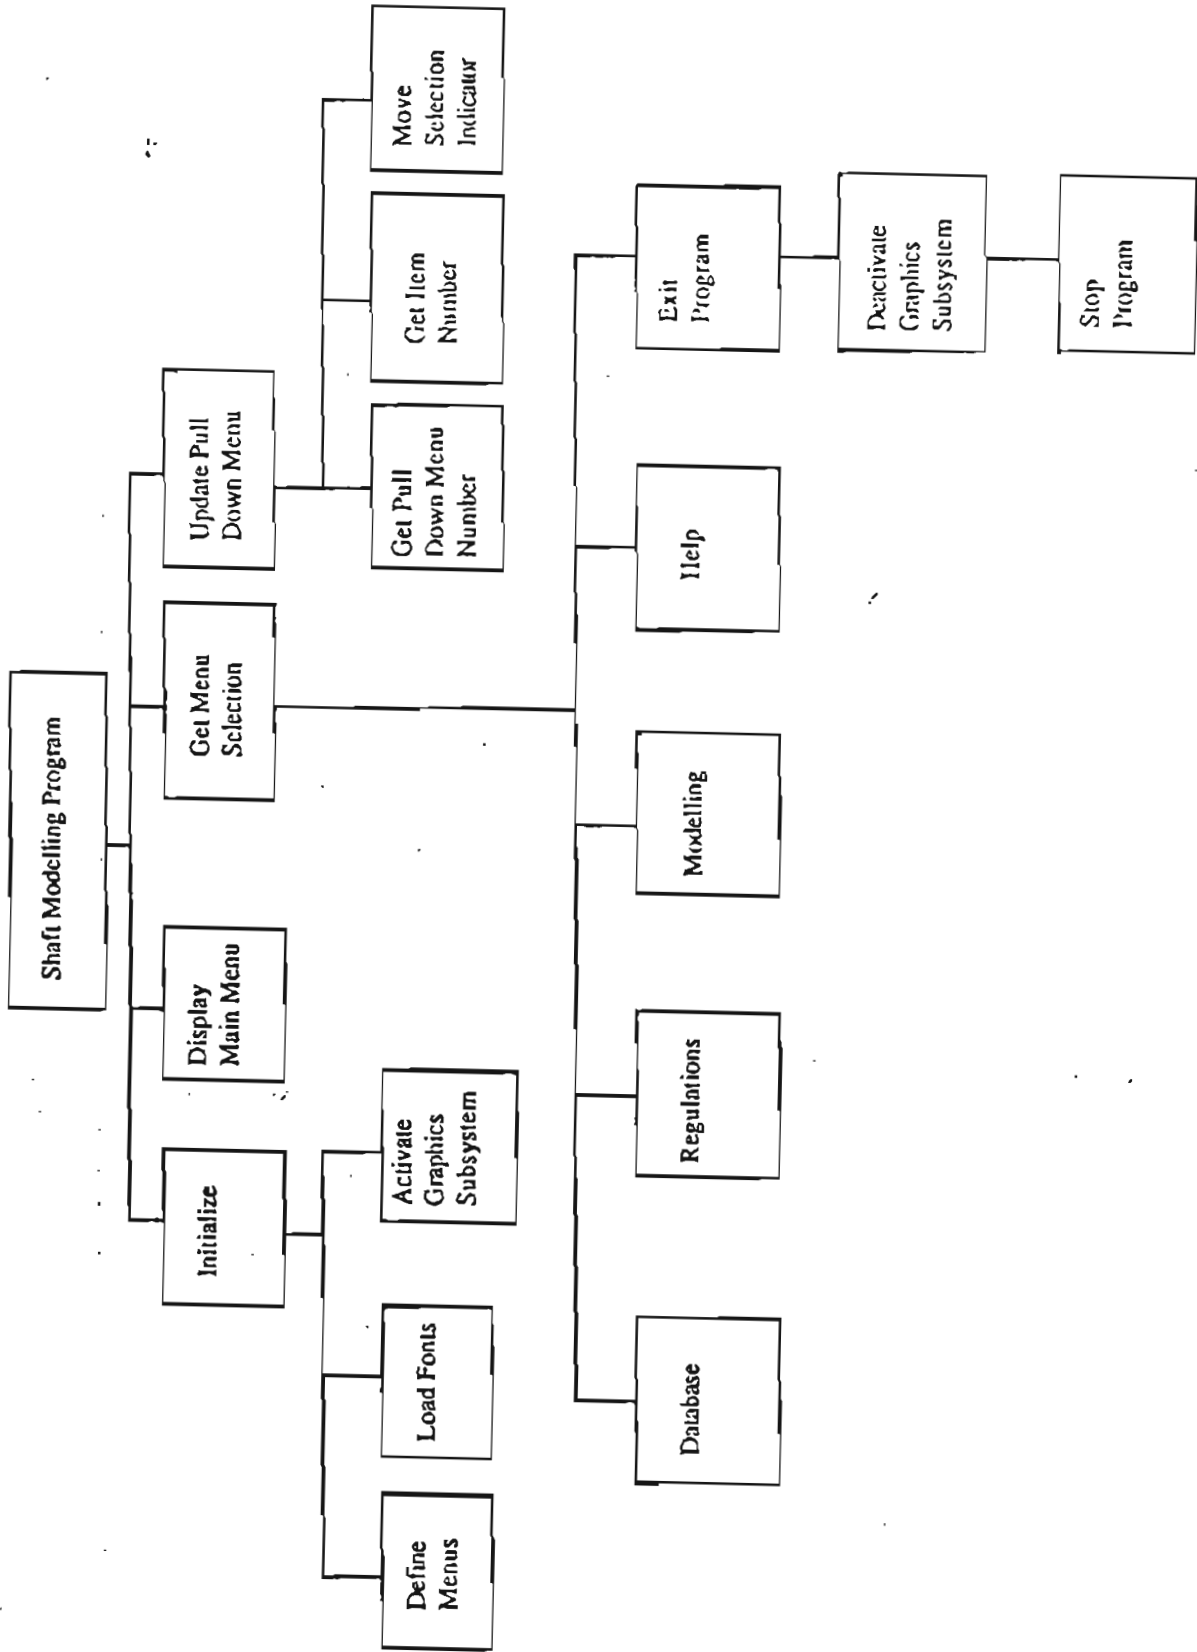 Shaft Modelling Program
Initialize
Display
Main Menu
Get Menu
Selection
Update Pull
Down Menu
Define
Menus
Load Fonts
Activate
Graphics
Subsystem
Get Pull
Down Menu
Number
Get Item
Number
Move
Selection
Indicator
Database
Regulations
Modelling
Help
Exit
Program
Deactivate
Graphics
Subsystem
Stop
Program